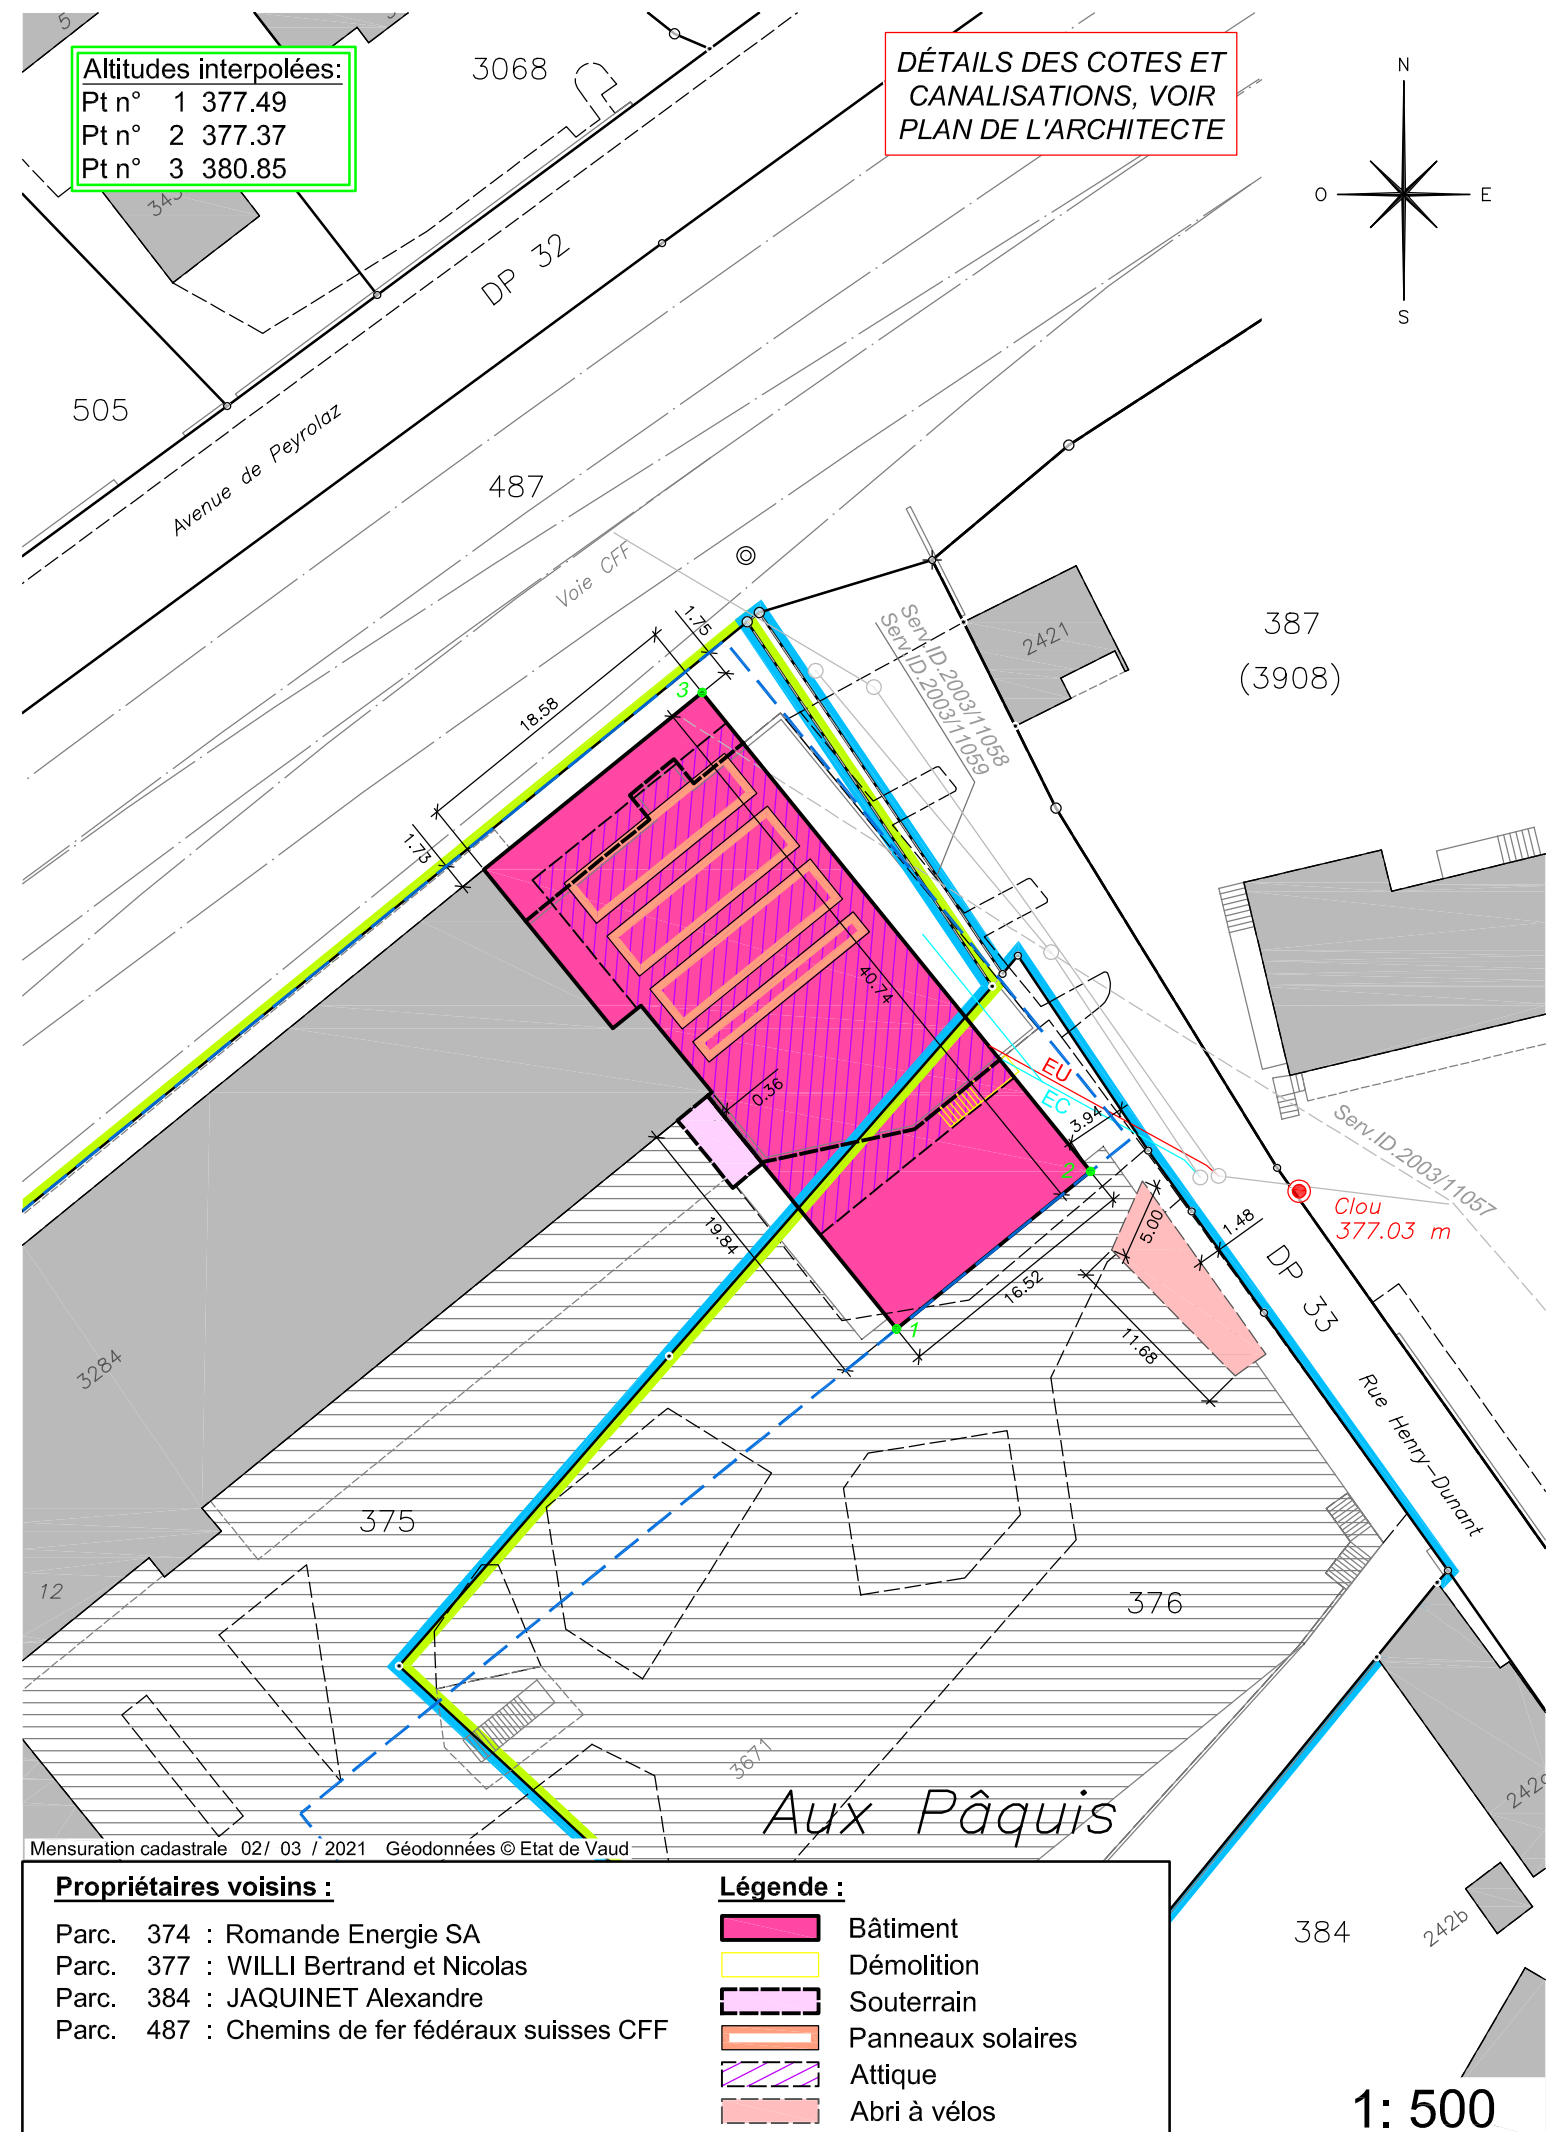 5
Altitudes interpolées:
Pt n° 1 377.49
Pt n° 2 377.37
Pt n° 3 380.85
3068
DÉTAILS DES COTES ET
CANALISATIONS, VOIR
PLAN DE L'ARCHITECTE
N
O
E
S
DP 32
505
Avenue de Peyrolaz
487
Voie CFF
Serv.ID.2003/11058
Serv.ID.2003/11059
2421
387
(3908)
1.75
3
18.58
1.73
40.74
0.36
EU
EC
3.94
2
Serv.ID.2003/11057
Clou
377.03 m
5.00
1.48
DP 33
19.84
16.52
1
11.68
3284
Rue Henry-Dunant
375
12
376
3671
Aux Pâquis
242b
384
Mensuration cadastrale 02/ 03 / 2021 Géodonnées © Etat de Vaud
Propriétaires voisins :
Parc. 374 : Romande Energie SA
Parc. 377 : WILLI Bertrand et Nicolas
Parc. 384 : JAQUINET Alexandre
Parc. 487 : Chemins de fer fédéraux suisses CFF
Légende :
Bâtiment
Démolition
Souterrain
Panneaux solaires
Attique
Abri à vélos
1: 500